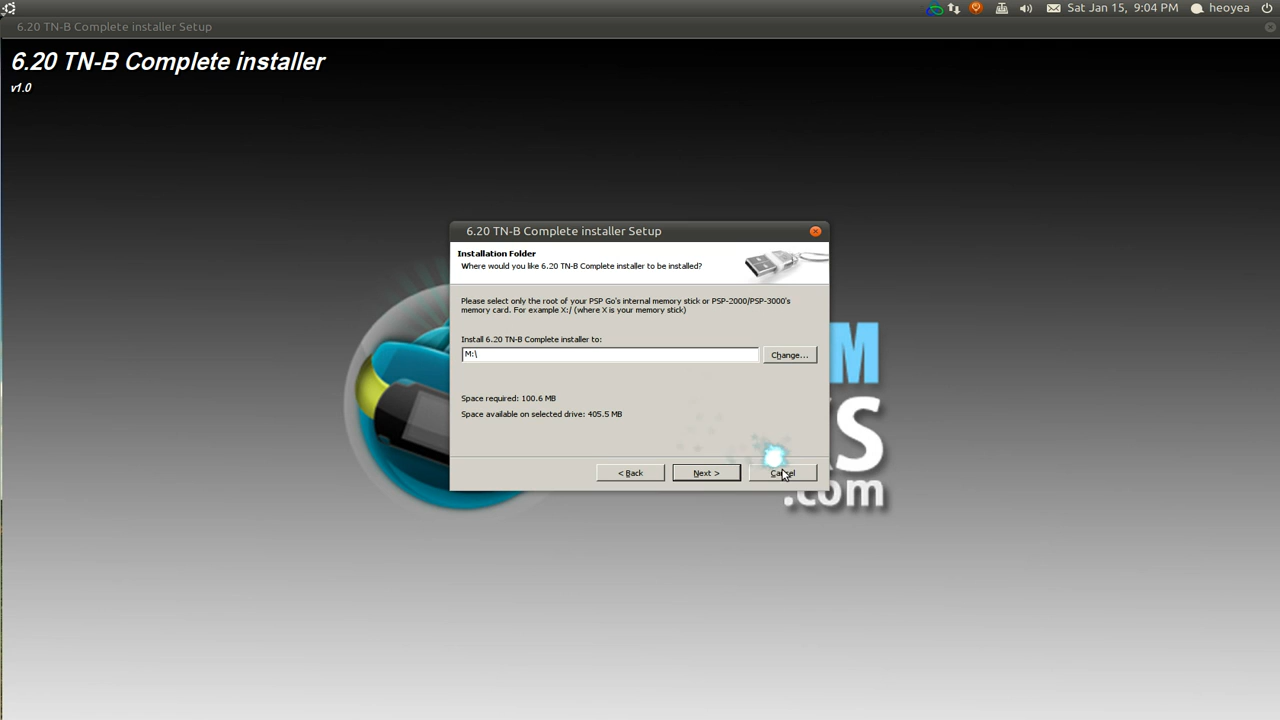 Sat Jan 15, 9:04 PM
heoyea
6.20 TN-B Complete installer Setup
6.20 TN-B Complete installer
v1.0
6.20 TN-B Complete installer Setup
Installation Folder
Where would you like 6.20 TN-B Complete installer to be installed?
Please select only the root of your PSP Go's internal memory stick or PSP-2000/PSP-3000's
memory card. For example X:/ (where X is your memory stick)
Install 6.20 TN-B Complete installer to:
M:\
Change...
Space required: 100.6 MB
Space available on selected drive: 405.5 MB
< Back
Next >
Cancel
.com